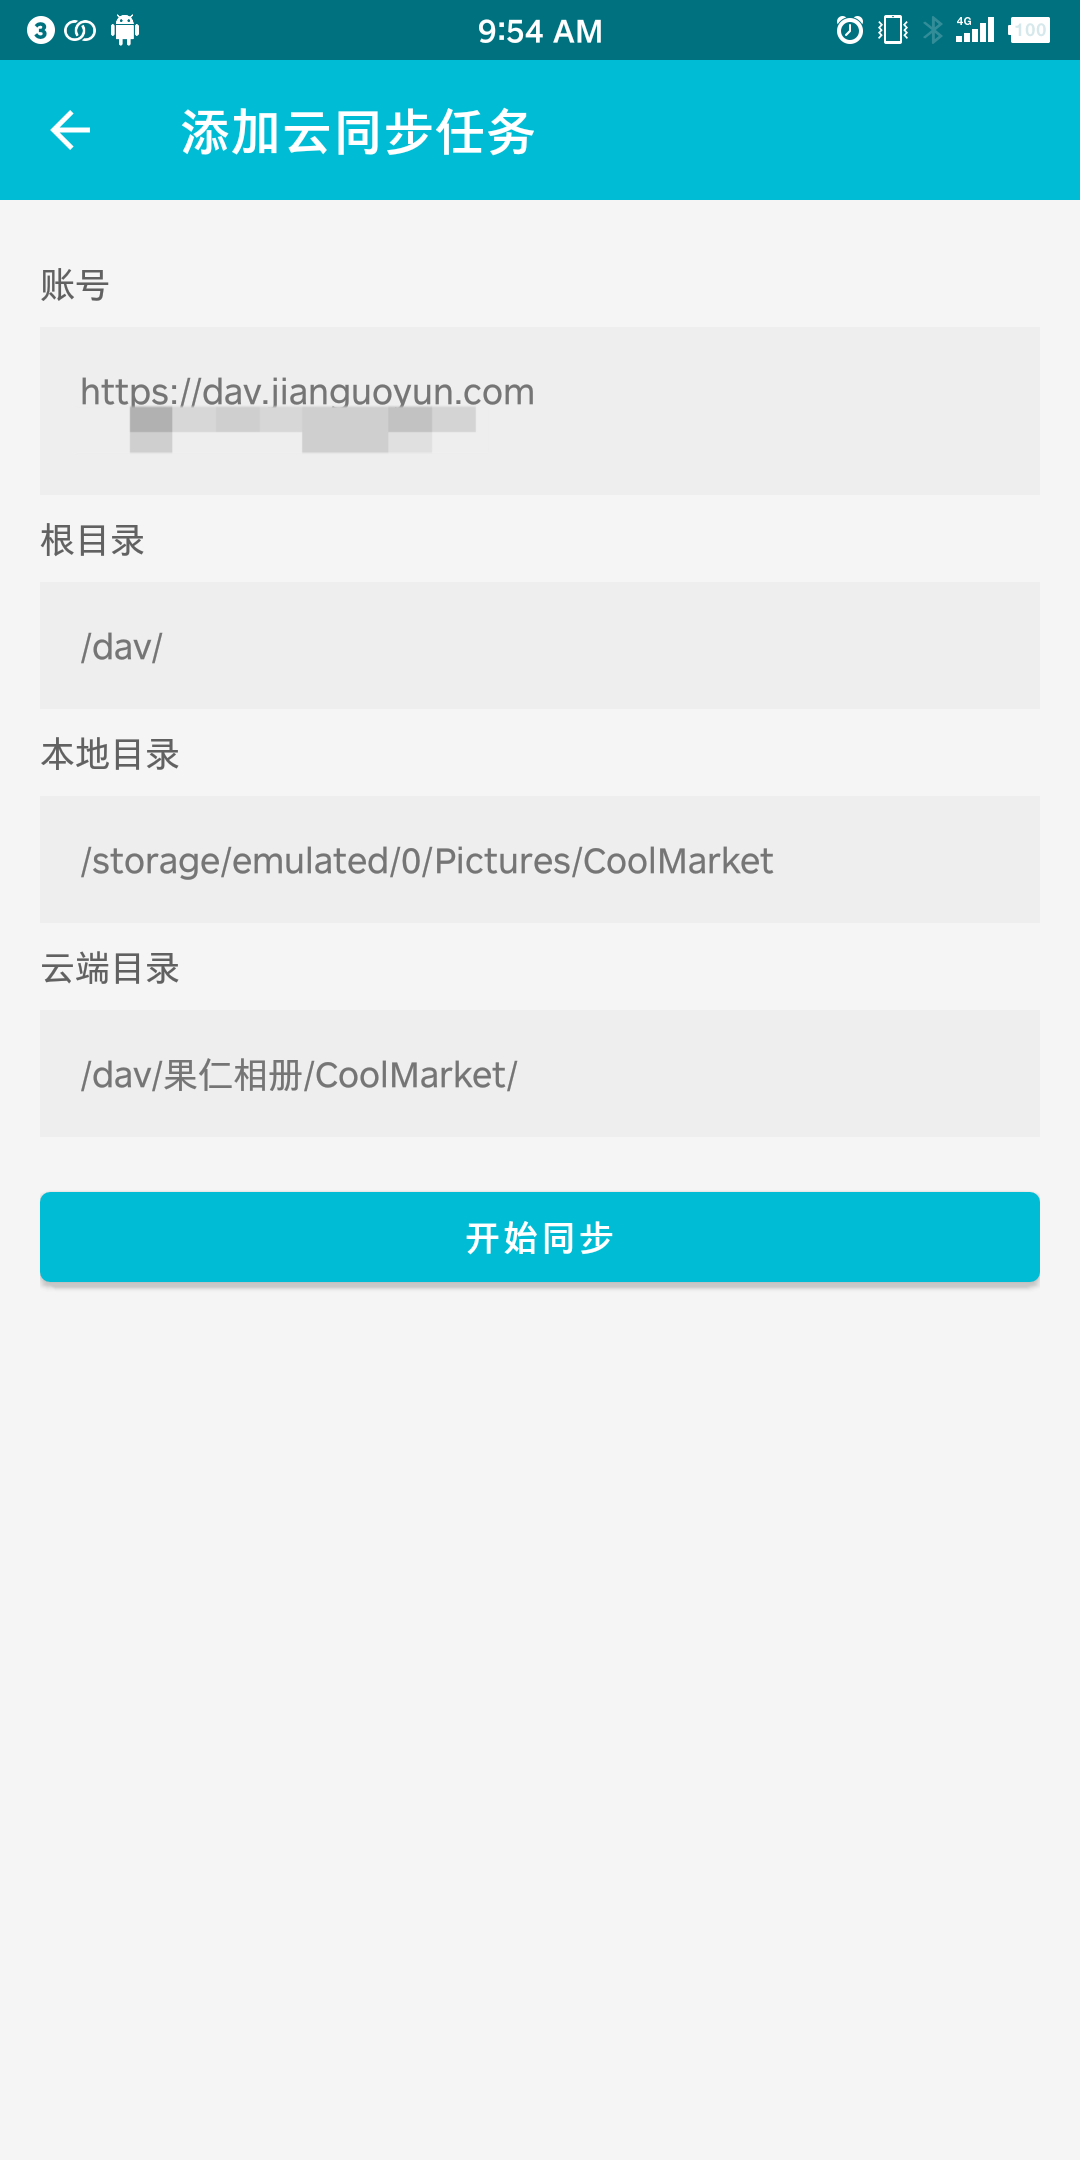 3
9:54 AM
4G
100
添加云同步任务
账号
https://dav.jianguoyun.com
根目录
/dav/
本地目录
/storage/emulated/0/Pictures/CoolMarket
云端目录
/dav/果仁相册/CoolMarket/
开始同步